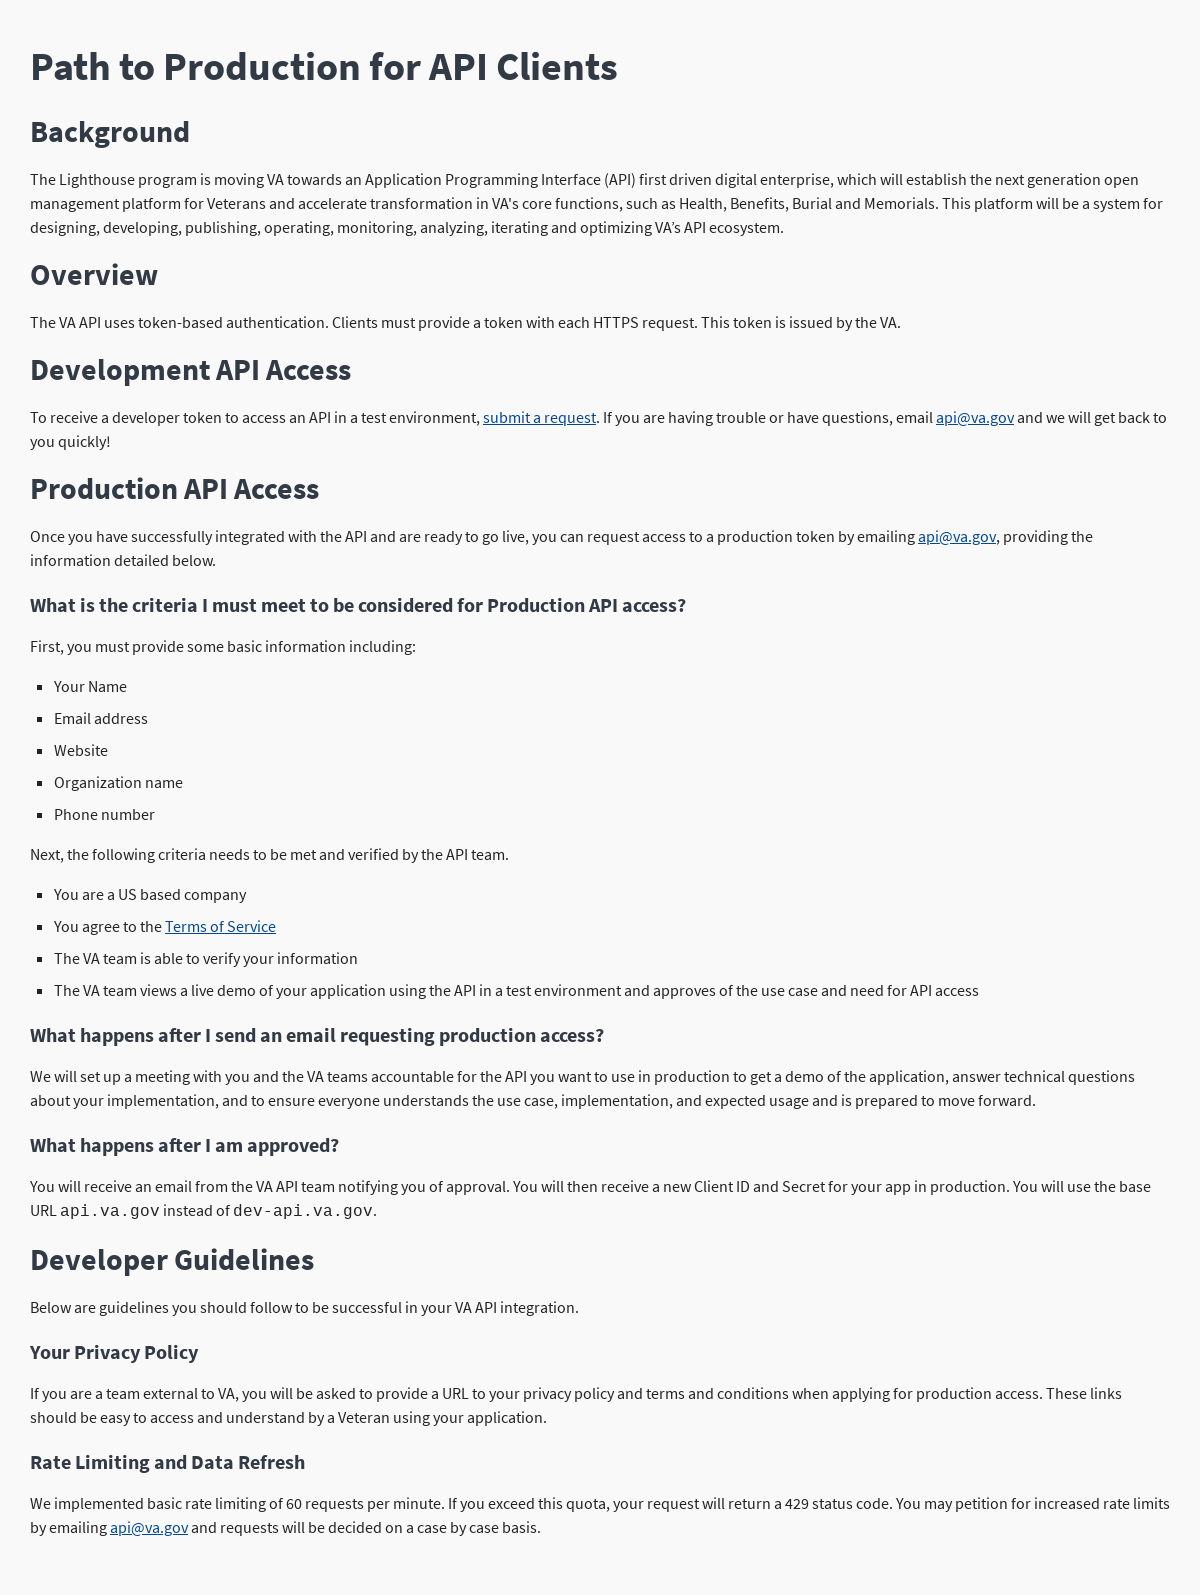 Path to Production for API Clients
Background
The Lighthouse program is moving VA towards an Application Programming Interface (API) first driven digital enterprise, which will establish the next generation open
management platform for Veterans and accelerate transformation in VA's core functions, such as Health, Benefits, Burial and Memorials. This platform will be a system for
designing, developing, publishing, operating, monitoring, analyzing, iterating and optimizing VA’s API ecosystem.
Overview
The VA API uses token-based authentication. Clients must provide a token with each HTTPS request. This token is issued by the VA.
Development API Access
To receive a developer token to access an API in a test environment, submit a request. If you are having trouble or have questions, email api@va.gov and we will get back to
you quickly!
Production API Access
Once you have successfully integrated with the API and are ready to go live, you can request access to a production token by emailing api@va.gov, providing the
information detailed below.
What is the criteria I must meet to be considered for Production API access?
First, you must provide some basic information including:
▪ Your Name
▪ Email address
▪ Website
▪ Organization name
▪ Phone number
Next, the following criteria needs to be met and verified by the API team.
▪ You are a US based company
▪ You agree to the Terms of Service
▪ The VA team is able to verify your information
▪ The VA team views a live demo of your application using the API in a test environment and approves of the use case and need for API access
What happens after I send an email requesting production access?
We will set up a meeting with you and the VA teams accountable for the API you want to use in production to get a demo of the application, answer technical questions
about your implementation, and to ensure everyone understands the use case, implementation, and expected usage and is prepared to move forward.
What happens after I am approved?
You will receive an email from the VA API team notifying you of approval. You will then receive a new Client ID and Secret for your app in production. You will use the base
URL api.va.gov instead of dev-api.va.gov.
Developer Guidelines
Below are guidelines you should follow to be successful in your VA API integration.
Your Privacy Policy
If you are a team external to VA, you will be asked to provide a URL to your privacy policy and terms and conditions when applying for production access. These links
should be easy to access and understand by a Veteran using your application.
Rate Limiting and Data Refresh
We implemented basic rate limiting of 60 requests per minute. If you exceed this quota, your request will return a 429 status code. You may petition for increased rate limits
by emailing api@va.gov and requests will be decided on a case by case basis.